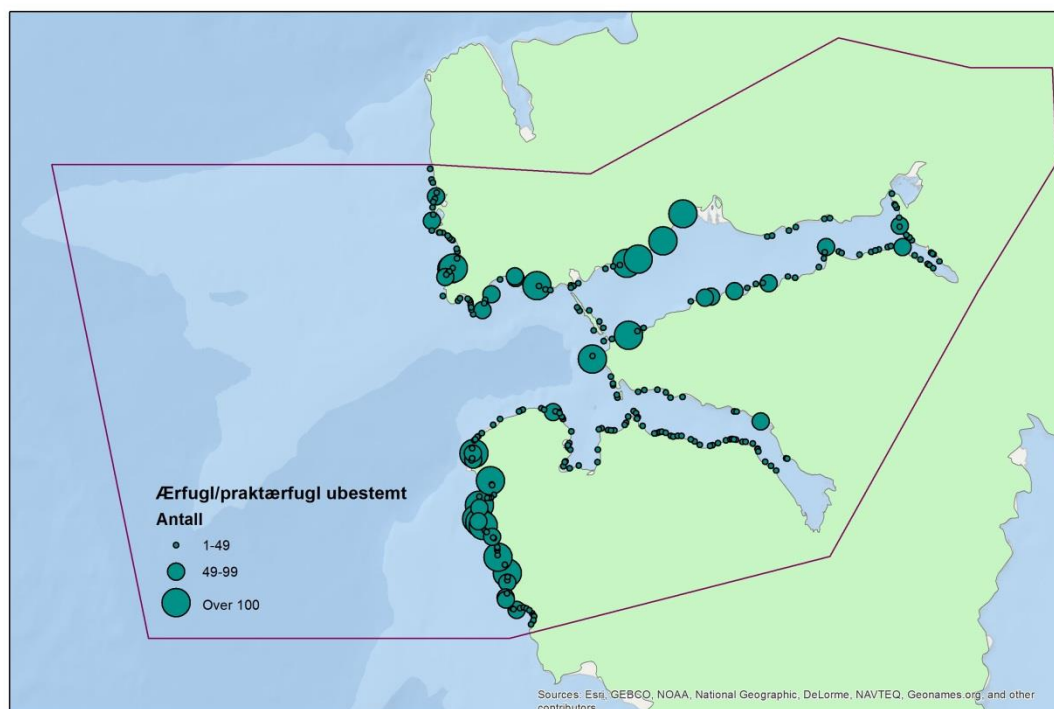 Ærfugl/praktærfugl ubestemt
Antall
1-49
49-99
Over 100
Sources: Esri, GEBCO, NOAA, National Geographic, DeLorme, NAVTEQ, Geonames.org, and other
contributors